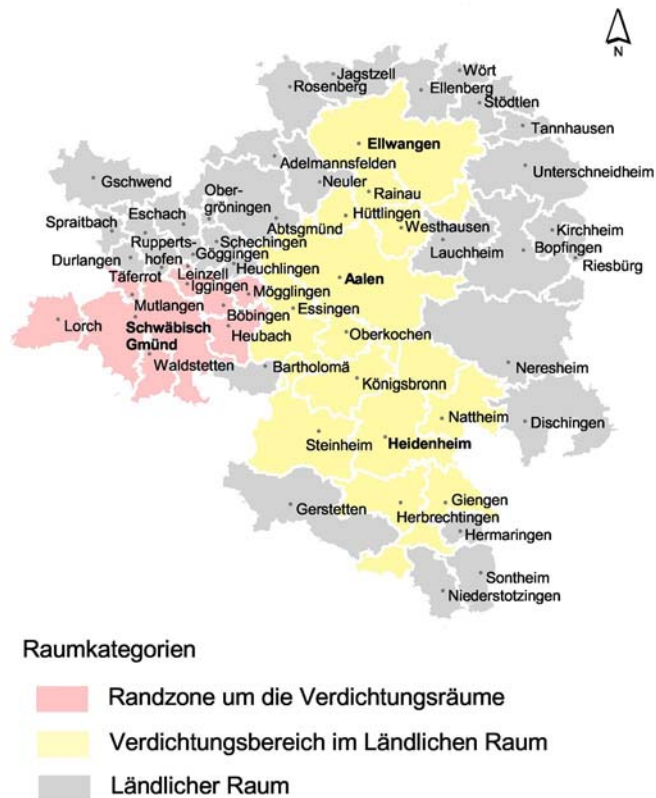 N
Jagstzell
Wört
Rosenberg
Ellenberg
Stödtlen
Tannhausen
Ellwangen
Adelmannsfelden
Unterschneidheim
Gschwend
Neuler
Ober-
gröningen
Rainau
Eschach
Hüttlingen
Spraitbach
Abtsgmünd
Westhausen
Kirchheim
Rupperts-
hofen
Schechingen
Lauchheim
Bopfingen
Durlangen
Göggingen
Riesbürg
Täferrot
Leinzell
Heuchlingen
Aalen
Iggingen
Mögglingen
Mutlangen
Essingen
Lorch
Schwäbisch
Gmünd
Böbingen
Heubach
Oberkochen
Waldstetten
Bartholomä
Neresheim
Königsbronn
Nattheim
Dischingen
Steinheim
Heidenheim
Giengen
Gerstetten
Herbrechtingen
Hermaringen
Sontheim
Niederstotzingen
Raumkategorien
Randzone um die Verdichtungsräume
Verdichtungsbereich im Ländlichen Raum
Ländlicher Raum